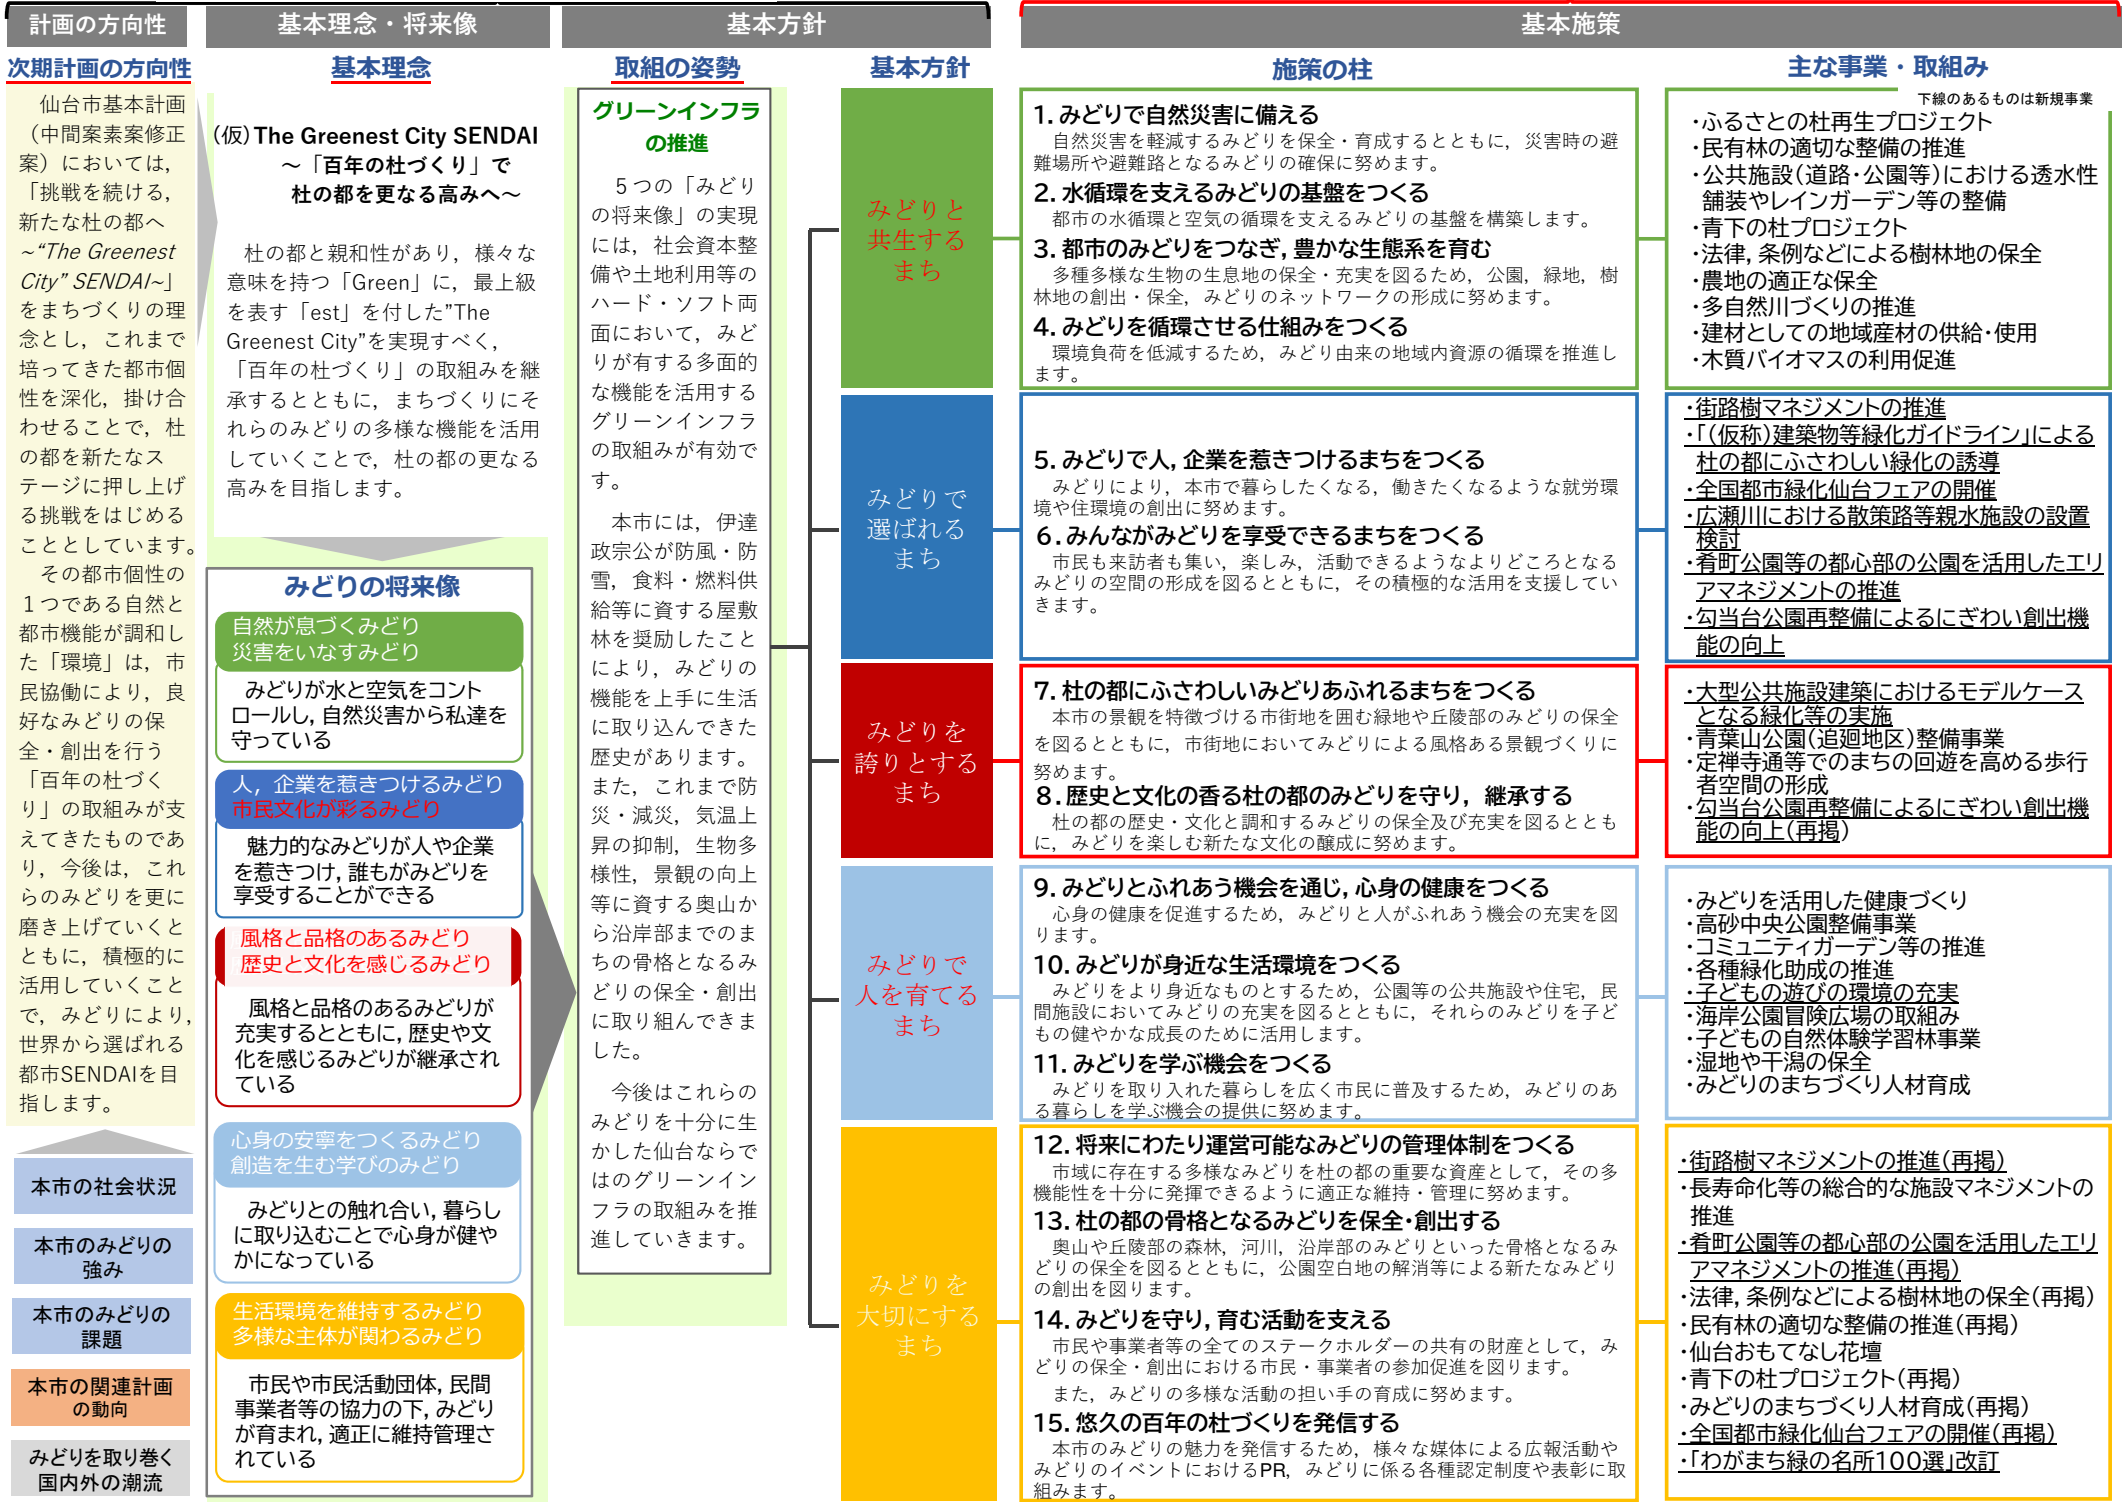 計画の方向性
次期計画の方向性
仙台市基本計画
（中間案素案修正
案）においては，
「挑戦を続ける，
新たな杜の都へ
～“The Greenest
City” SENDAI~」
をまちづくりの理
念とし，これまで
培ってきた都市個
性を深化，掛け合
わせることで，杜
の都を新たなス
テージに押し上げ
る挑戦をはじめる
こととしています。
その都市個性の
１つである自然と
都市機能が調和し
た「環境」は，市
民協働により，良
好なみどりの保
全・創出を行う
「百年の杜づく
り」の取組みが支
えてきたものであ
り，今後は，これ
らのみどりを更に
磨き上げていくと
ともに，積極的に
活用していくこと
で，みどりにより，
世界から選ばれる
都市SENDAIを目
指します。
本市の社会状況
本市のみどりの
強み
本市のみどりの
課題
本市の関連計画
の動向
みどりを取り巻く
国内外の潮流
基本理念・将来像
基本理念
(仮)The Greenest City SENDAI
～「百年の杜づくり」で
杜の都を更なる高みへ～
杜の都と親和性があり，様々な
意味を持つ「Green」に，最上級
を表す「est」を付した”The
Greenest City”を実現すべく，
「百年の杜づくり」の取組みを継
承するとともに，まちづくりにそ
れらのみどりの多様な機能を活用
していくことで，杜の都の更なる
高みを目指します。
みどりの将来像
自然が息づくみどり
災害をいなすみどり
みどりが水と空気をコント
ロールし，自然災害から私達を
守っている
人，企業を惹きつけるみどり
市民文化が彩るみどり
魅力的なみどりが人や企業
を惹きつけ，誰もがみどりを
享受することができる
風格と品格のあるみどり
歴史と文化を感じるみどり
風格と品格のあるみどりが
充実するとともに，歴史や文
化を感じるみどりが継承され
ている
心身の安寧をつくるみどり
創造を生む学びのみどり
みどりとの触れ合い，暮らし
に取り込むことで心身が健や
かになっている
生活環境を維持するみどり
多様な主体が関わるみどり
市民や市民活動団体，民間
事業者等の協力の下，みどり
が育まれ，適正に維持管理さ
れている
基本方針
取組の姿勢
グリーンインフラ
の推進
５つの「みどり
の将来像」の実現
には，社会資本整
備や土地利用等の
ハード・ソフト両
面において，みど
りが有する多面的
な機能を活用する
グリーンインフラ
の取組みが有効で
す。
本市には，伊達
政宗公が防風・防
雪，食料・燃料供
給等に資する屋敷
林を奨励したこと
により，みどりの
機能を上手に生活
に取り込んできた
歴史があります。
また，これまで防
災・減災，気温上
昇の抑制，生物多
様性，景観の向上
等に資する奥山か
ら沿岸部までのま
ちの骨格となるみ
どりの保全・創出
に取り組んできま
した。
今後はこれらの
みどりを十分に生
かした仙台ならで
はのグリーンイン
フラの取組みを推
進していきます。
基本方針
みどりと
共生する
まち
みどりで
選ばれる
まち
みどりを
誇りとする
まち
みどりで
人を育てる
まち
みどりを
大切にする
まち
基本施策
施策の柱
1．みどりで自然災害に備える
自然災害を軽減するみどりを保全・育成するとともに，災害時の避
難場所や避難路となるみどりの確保に努めます。
2．水循環を支えるみどりの基盤をつくる
都市の水循環と空気の循環を支えるみどりの基盤を構築します。
3．都市のみどりをつなぎ，豊かな生態系を育む
多種多様な生物の生息地の保全・充実を図るため，公園，緑地，樹
林地の創出・保全，みどりのネットワークの形成に努めます。
4．みどりを循環させる仕組みをつくる
環境負荷を低減するため，みどり由来の地域内資源の循環を推進し
ます。
5．みどりで人，企業を惹きつけるまちをつくる
みどりにより，本市で暮らしたくなる，働きたくなるような就労環
境や住環境の創出に努めます。
6．みんながみどりを享受できるまちをつくる
市民も来訪者も集い，楽しみ，活動できるようなよりどころとなる
みどりの空間の形成を図るとともに，その積極的な活用を支援してい
きます。
7．杜の都にふさわしいみどりあふれるまちをつくる
本市の景観を特徴づける市街地を囲む緑地や丘陵部のみどりの保全
を図るとともに，市街地においてみどりによる風格ある景観づくりに
努めます。
8．歴史と文化の香る杜の都のみどりを守り，継承する
杜の都の歴史・文化と調和するみどりの保全及び充実を図るととも
に，みどりを楽しむ新たな文化の醸成に努めます。
9．みどりとふれあう機会を通じ，心身の健康をつくる
心身の健康を促進するため，みどりと人がふれあう機会の充実を図
ります。
10．みどりが身近な生活環境をつくる
みどりをより身近なものとするため，公園等の公共施設や住宅，民
間施設においてみどりの充実を図るとともに，それらのみどりを子ど
もの健やかな成長のために活用します。
11．みどりを学ぶ機会をつくる
みどりを取り入れた暮らしを広く市民に普及するため，みどりのあ
る暮らしを学ぶ機会の提供に努めます。
12．将来にわたり運営可能なみどりの管理体制をつくる
市域に存在する多様なみどりを杜の都の重要な資産として，その多
機能性を十分に発揮できるように適正な維持・管理に努めます。
13．杜の都の骨格となるみどりを保全・創出する
奥山や丘陵部の森林，河川，沿岸部のみどりといった骨格となるみ
どりの保全を図るとともに，公園空白地の解消等による新たなみどり
の創出を図ります。
14．みどりを守り，育む活動を支える
市民や事業者等の全てのステークホルダーの共有の財産として，み
どりの保全・創出における市民・事業者の参加促進を図ります。
また，みどりの多様な活動の担い手の育成に努めます。
15．悠久の百年の杜づくりを発信する
本市のみどりの魅力を発信するため，様々な媒体による広報活動や
みどりのイベントにおけるPR，みどりに係る各種認定制度や表彰に取
組みます。
主な事業・取組み
下線のあるものは新規事業
・ふるさとの杜再生プロジェクト
・民有林の適切な整備の推進
・公共施設（道路・公園等）における透水性
舗装やレインガーデン等の整備
・青下の杜プロジェクト
・法律，条例などによる樹林地の保全
・農地の適正な保全
・多自然川づくりの推進
・建材としての地域産材の供給・使用
・木質バイオマスの利用促進
・街路樹マネジメントの推進
・「（仮称）建築物等緑化ガイドライン」による
杜の都にふさわしい緑化の誘導
・全国都市緑化仙台フェアの開催
・広瀬川における散策路等親水施設の設置
検討
・肴町公園等の都心部の公園を活用したエリ
アマネジメントの推進
・勾当台公園再整備によるにぎわい創出機
能の向上
・大型公共施設建築におけるモデルケース
となる緑化等の実施
・青葉山公園（追廻地区）整備事業
・定禅寺通等でのまちの回遊を高める歩行
者空間の形成
・勾当台公園再整備によるにぎわい創出機
能の向上（再掲）
・みどりを活用した健康づくり
・高砂中央公園整備事業
・コミュニティガーデン等の推進
・各種緑化助成の推進
・子どもの遊びの環境の充実
・海岸公園冒険広場の取組み
・子どもの自然体験学習林事業
・湿地や干潟の保全
・みどりのまちづくり人材育成
・街路樹マネジメントの推進（再掲）
・長寿命化等の総合的な施設マネジメントの
推進
・肴町公園等の都心部の公園を活用したエリ
アマネジメントの推進（再掲）
・法律，条例などによる樹林地の保全（再掲）
・民有林の適切な整備の推進（再掲）
・仙台おもてなし花壇
・青下の杜プロジェクト（再掲）
・みどりのまちづくり人材育成（再掲）
・全国都市緑化仙台フェアの開催（再掲）
・「わがまち緑の名所100選」改訂